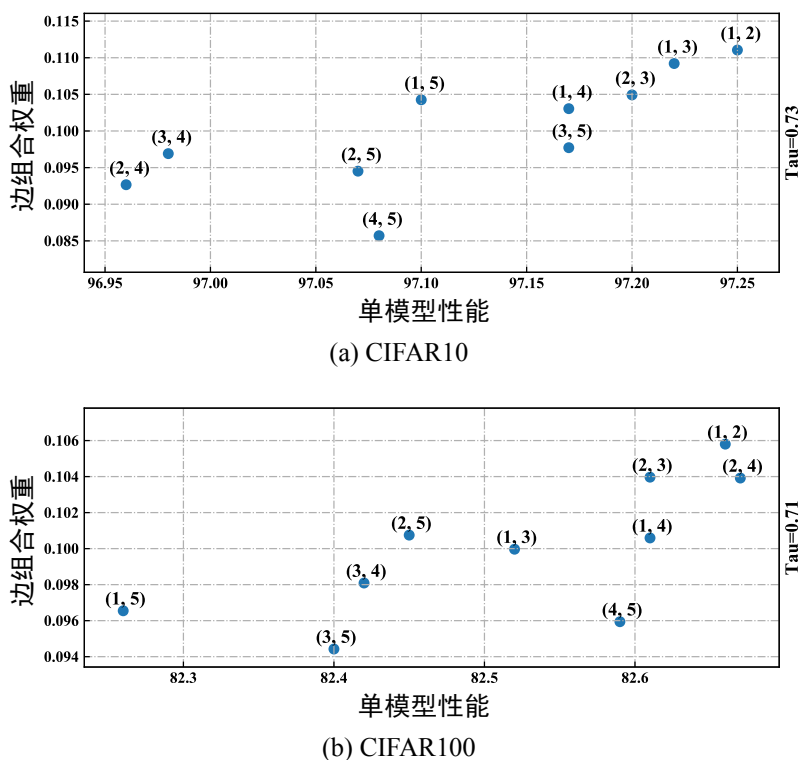 0.115
(1, 2)
(1, 3)
0.110
(1, 5)
(2, 3)
(1, 4)
0.105
0.100
(3, 4)
(3, 5)
(2, 5)
0.095
(2, 4)
0.090
(4, 5)
0.085
边组合权重
Tau=0.73
96.95 97.00 97.05 97.10 97.15 97.20 97.25
单模型性能
(a) CIFAR10
(1, 2)
0.106
(2, 3) (2, 4)
0.104
0.102
(2, 5)
(1, 3) (1, 4)
0.100
(3, 4)
0.098
(1, 5)
(4, 5)
0.096
(3, 5)
0.094
边组合权重
Tau=0.71
82.3 82.4 82.5 82.6
单模型性能
(b) CIFAR100